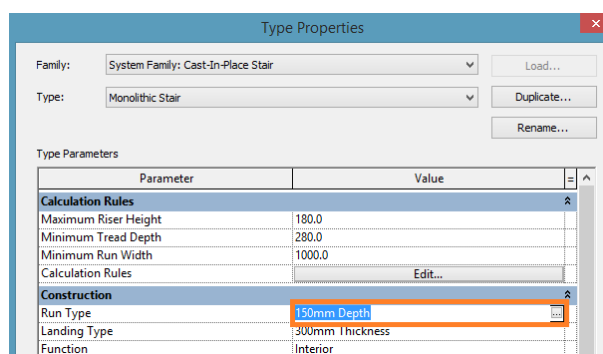 Type Properties
Family: System Family: Cast-In-Place Stair Load...
Type: Monolithic Stair Duplicate...
Rename...
Type Parameters
Parameter Value =
Calculation Rules
Maximum Riser Height 180.0
Minimum Tread Depth 280.0
Minimum Run Width 1000.0
Calculation Rules Edit...
Construction
Run Type 150mm Depth ...
Landing Type 300mm Thickness
Function Interior